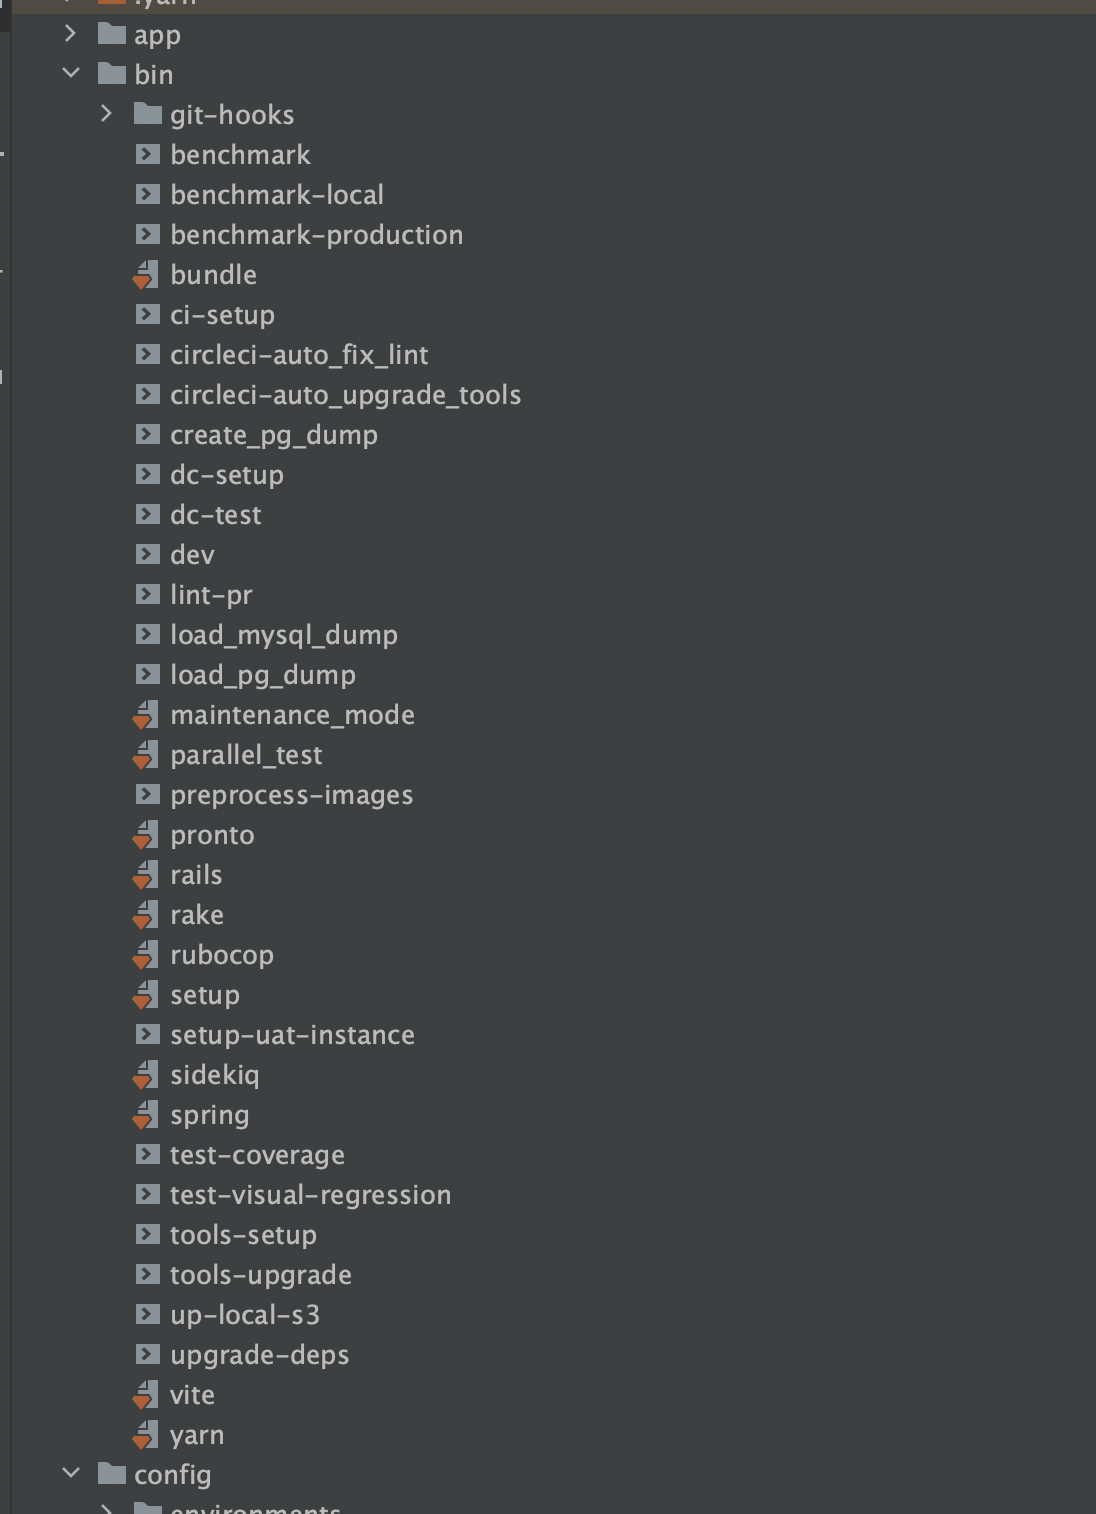 .yarn
app
bin
git-hooks
benchmark
benchmark-local
benchmark-production
bundle
ci-setup
circleci-auto_fix_lint
circleci-auto_upgrade_tools
create_pg_dump
dc-setup
dc-test
dev
lint-pr
load_mysql_dump
load_pg_dump
maintenance_mode
parallel_test
preprocess-images
pronto
rails
rake
rubocop
setup
setup-uat-instance
sidekiq
spring
test-coverage
test-visual-regression
tools-setup
tools-upgrade
up-local-s3
upgrade-deps
vite
yarn
config
environments